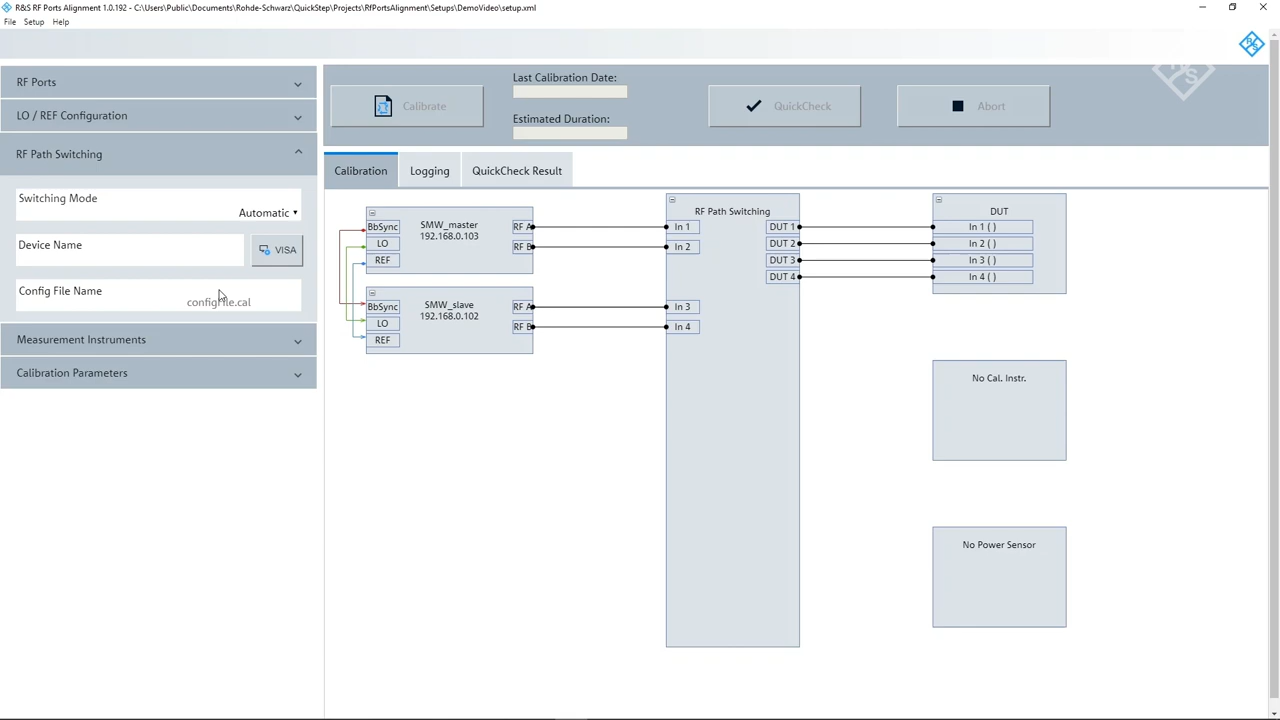 R&S RF Ports Alignment 1.0.192 - C:\Users\Public\Documents\Rohde-Schwarz\QuickStep\Projects\RfPortsAlignment\Setups\DemoVideo\setup.xml
File Setup Help
RF Ports
LO / REF Configuration
RF Path Switching
Switching Mode
Automatic
Device Name
VISA
Config File Name
configfile.cal
Measurement Instruments
Calibration Parameters
Calibrate
Last Calibration Date:
Estimated Duration:
QuickCheck
Abort
Calibration Logging QuickCheck Result
SMW_master
192.168.0.103
BbSync
LO
REF
RF A
RF B
SMW_slave
192.168.0.102
BbSync
LO
REF
RF A
RF B
RF Path Switching
In 1
In 2
In 3
In 4
DUT 1
DUT 2
DUT 3
DUT 4
DUT
In 1 ( )
In 2 ( )
In 3 ( )
In 4 ( )
No Cal. Instr.
No Power Sensor